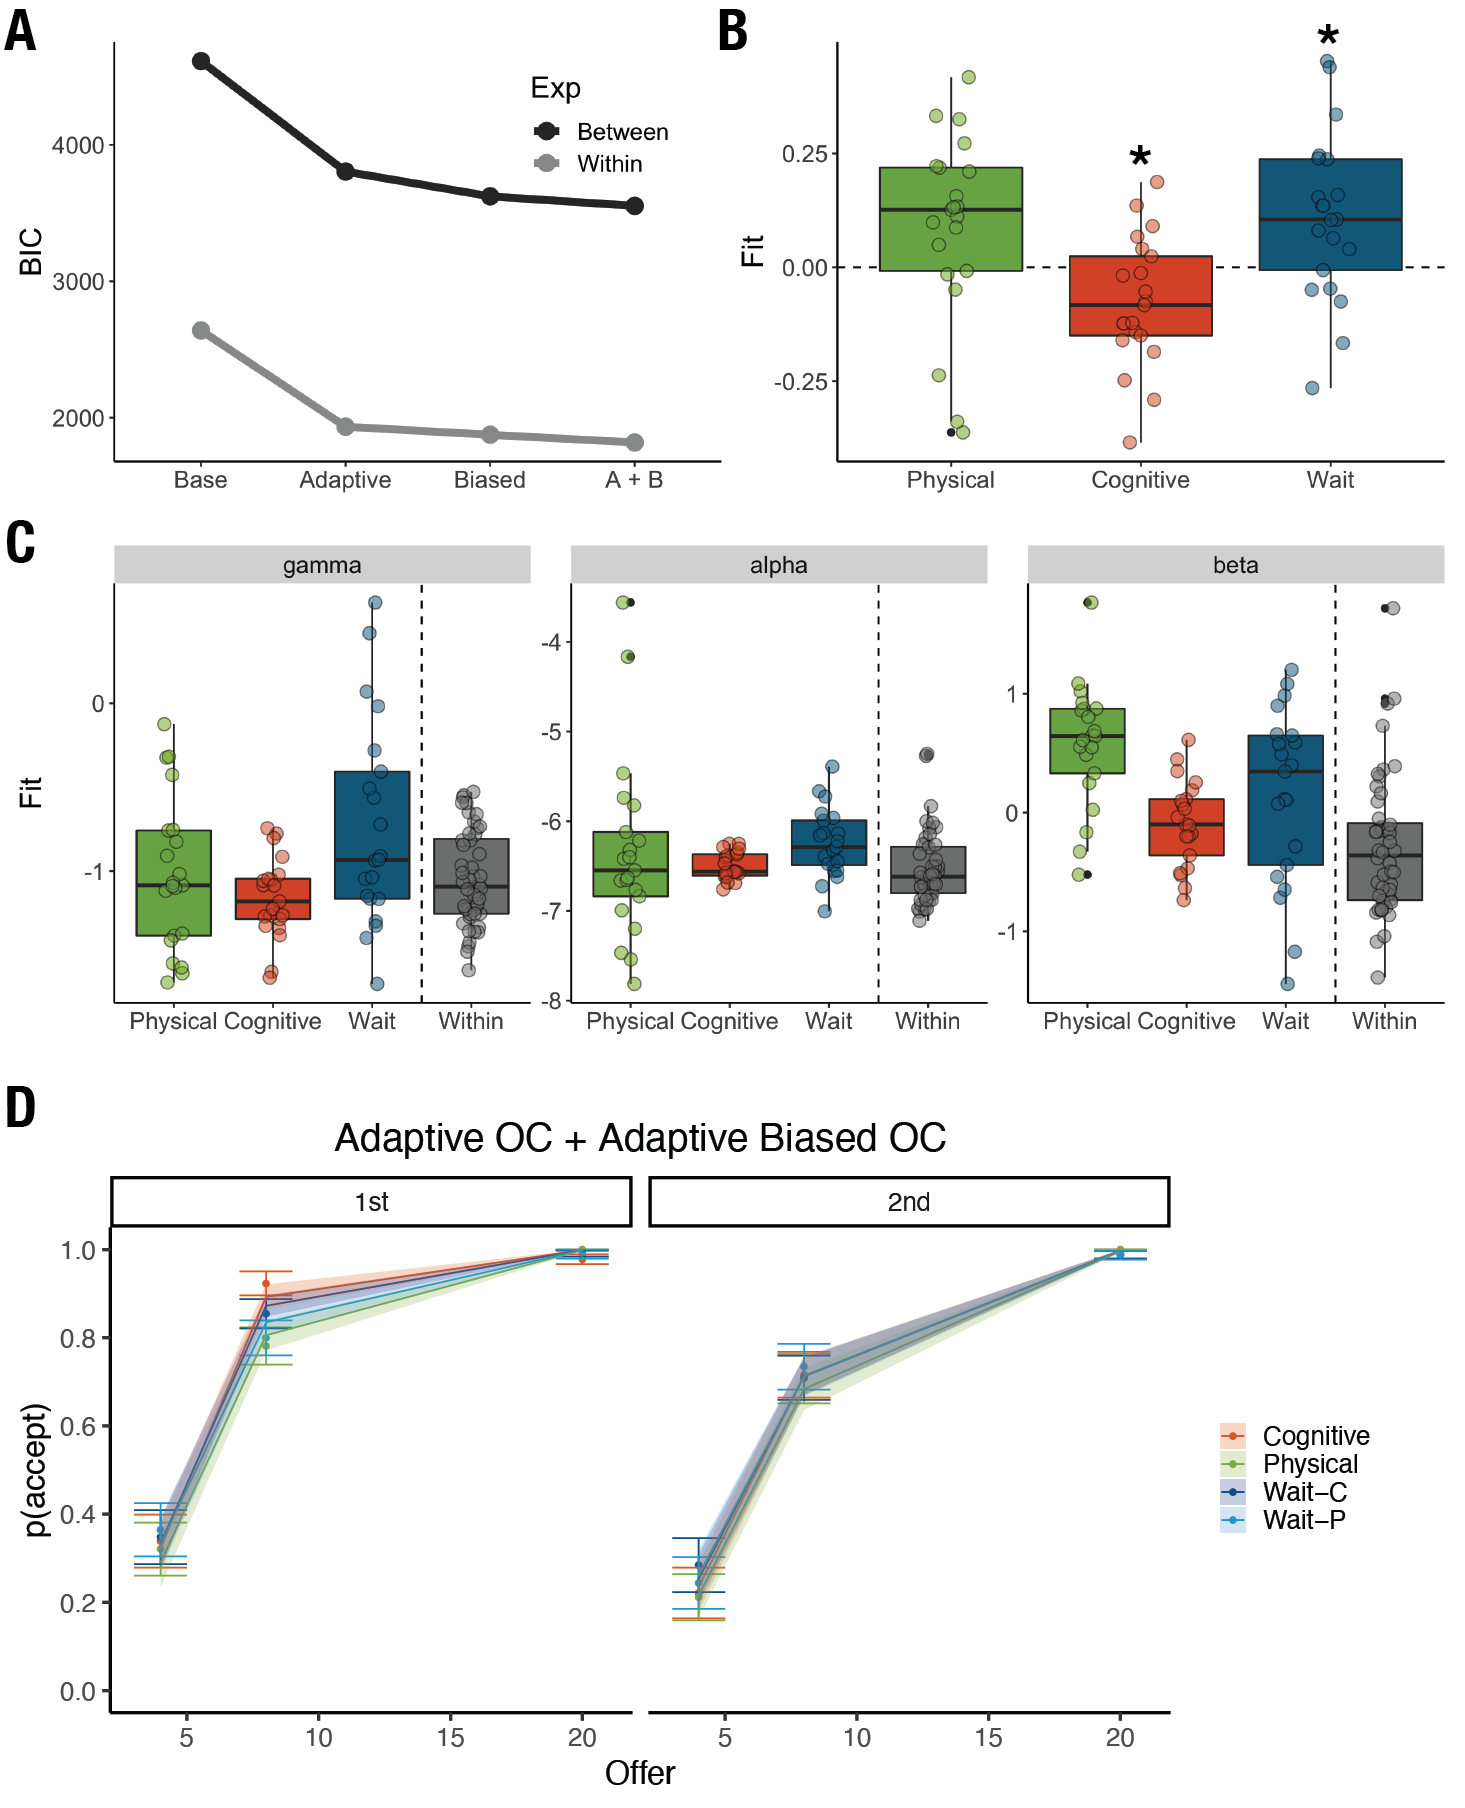 A
BIC
4000
3000
2000
Exp
Between
Within
Base Adaptive Biased A + B
B
*
*
Fit
0.25
0.00
-0.25
Physical Cognitive Wait
C
gamma alpha beta
Fit
0
-1
-4
-5
-6
-7
-8
1
0
-1
Physical Cognitive Wait Within
Physical Cognitive Wait Within
Physical Cognitive Wait Within
D
Adaptive OC + Adaptive Biased OC
1st 2nd
p(accept)
1.0
0.8
0.6
0.4
0.2
0.0
5 10 15 20
5 10 15 20
Offer
Cognitive
Physical
Wait−C
Wait−P